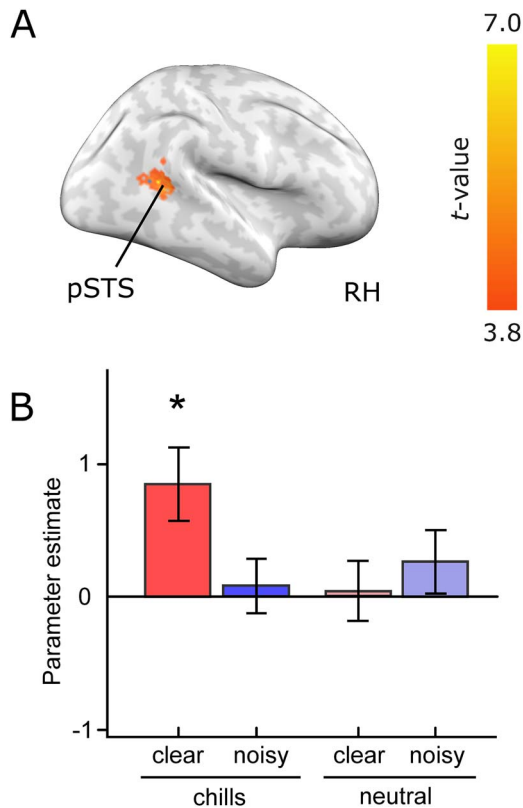 A
7.0
t-value
pSTS
RH
3.8
B
*
Parameter estimate
1
0
-1
clear noisy clear noisy
chills neutral